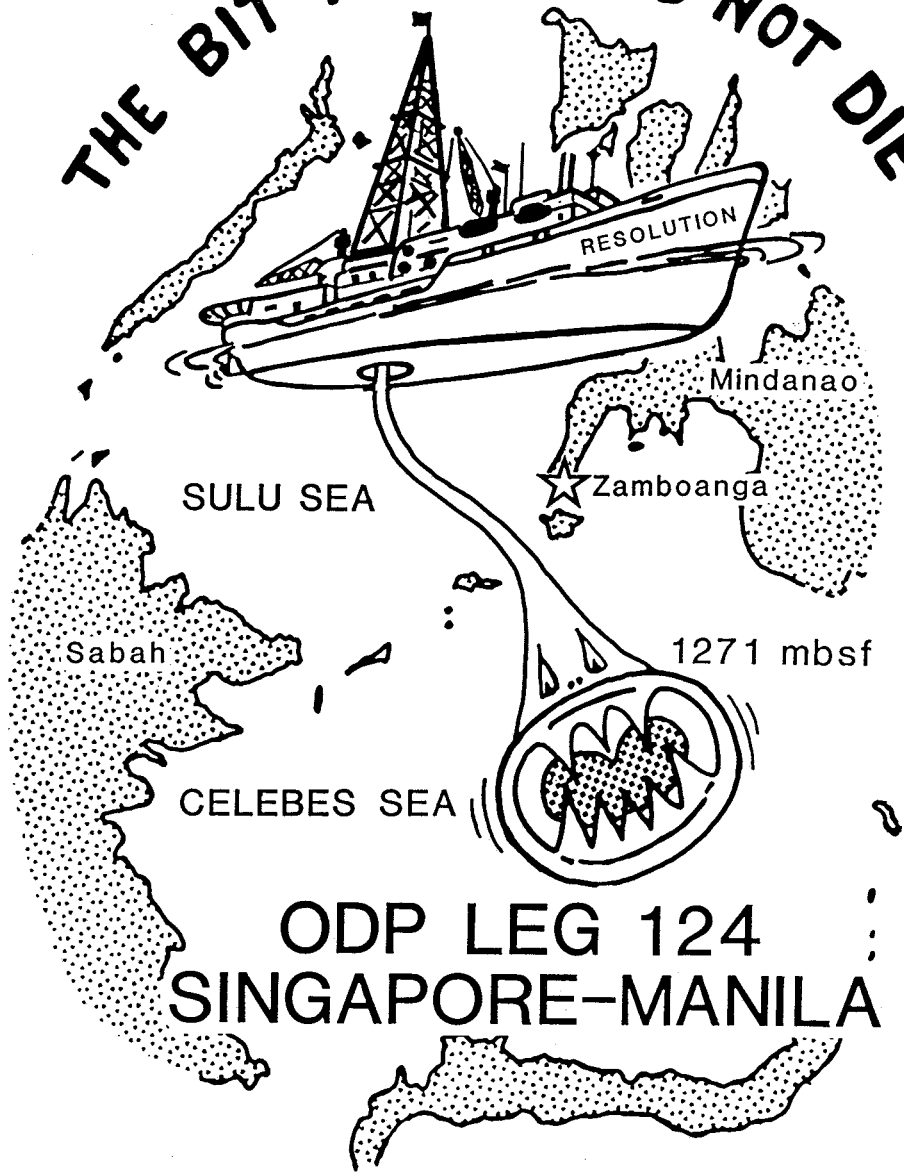 THE BIT NOT DIE
RESOLUTION
Mindanao
SULU SEA
Zamboanga
Sabah
1271 mbsf
CELEBES SEA
ODP LEG 124
SINGAPORE–MANILA